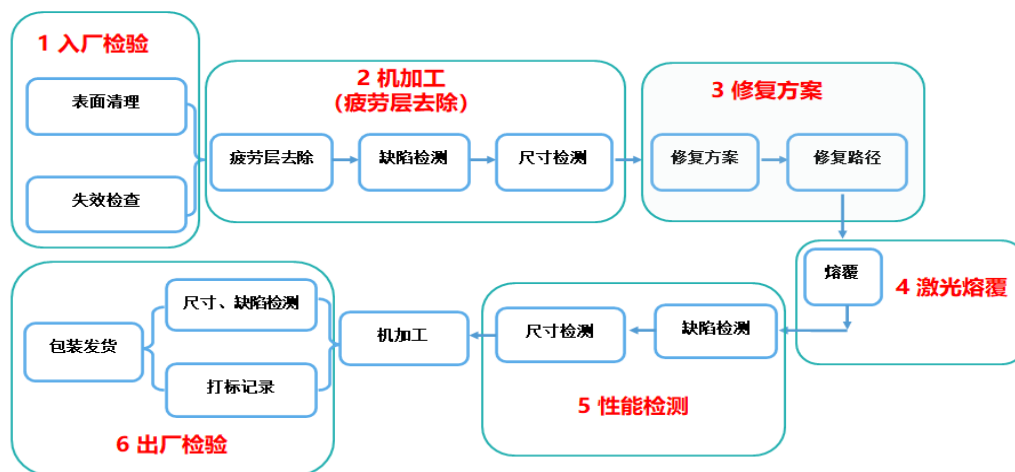 1 入厂检验
表面清理
失效检查
2 机加工
（疲劳层去除）
疲劳层去除
缺陷检测
尺寸检测
3 修复方案
修复方案
修复路径
熔覆
4 激光熔覆
缺陷检测
尺寸检测
5 性能检测
机加工
尺寸、缺陷检测
打标记录
包装发货
6 出厂检验